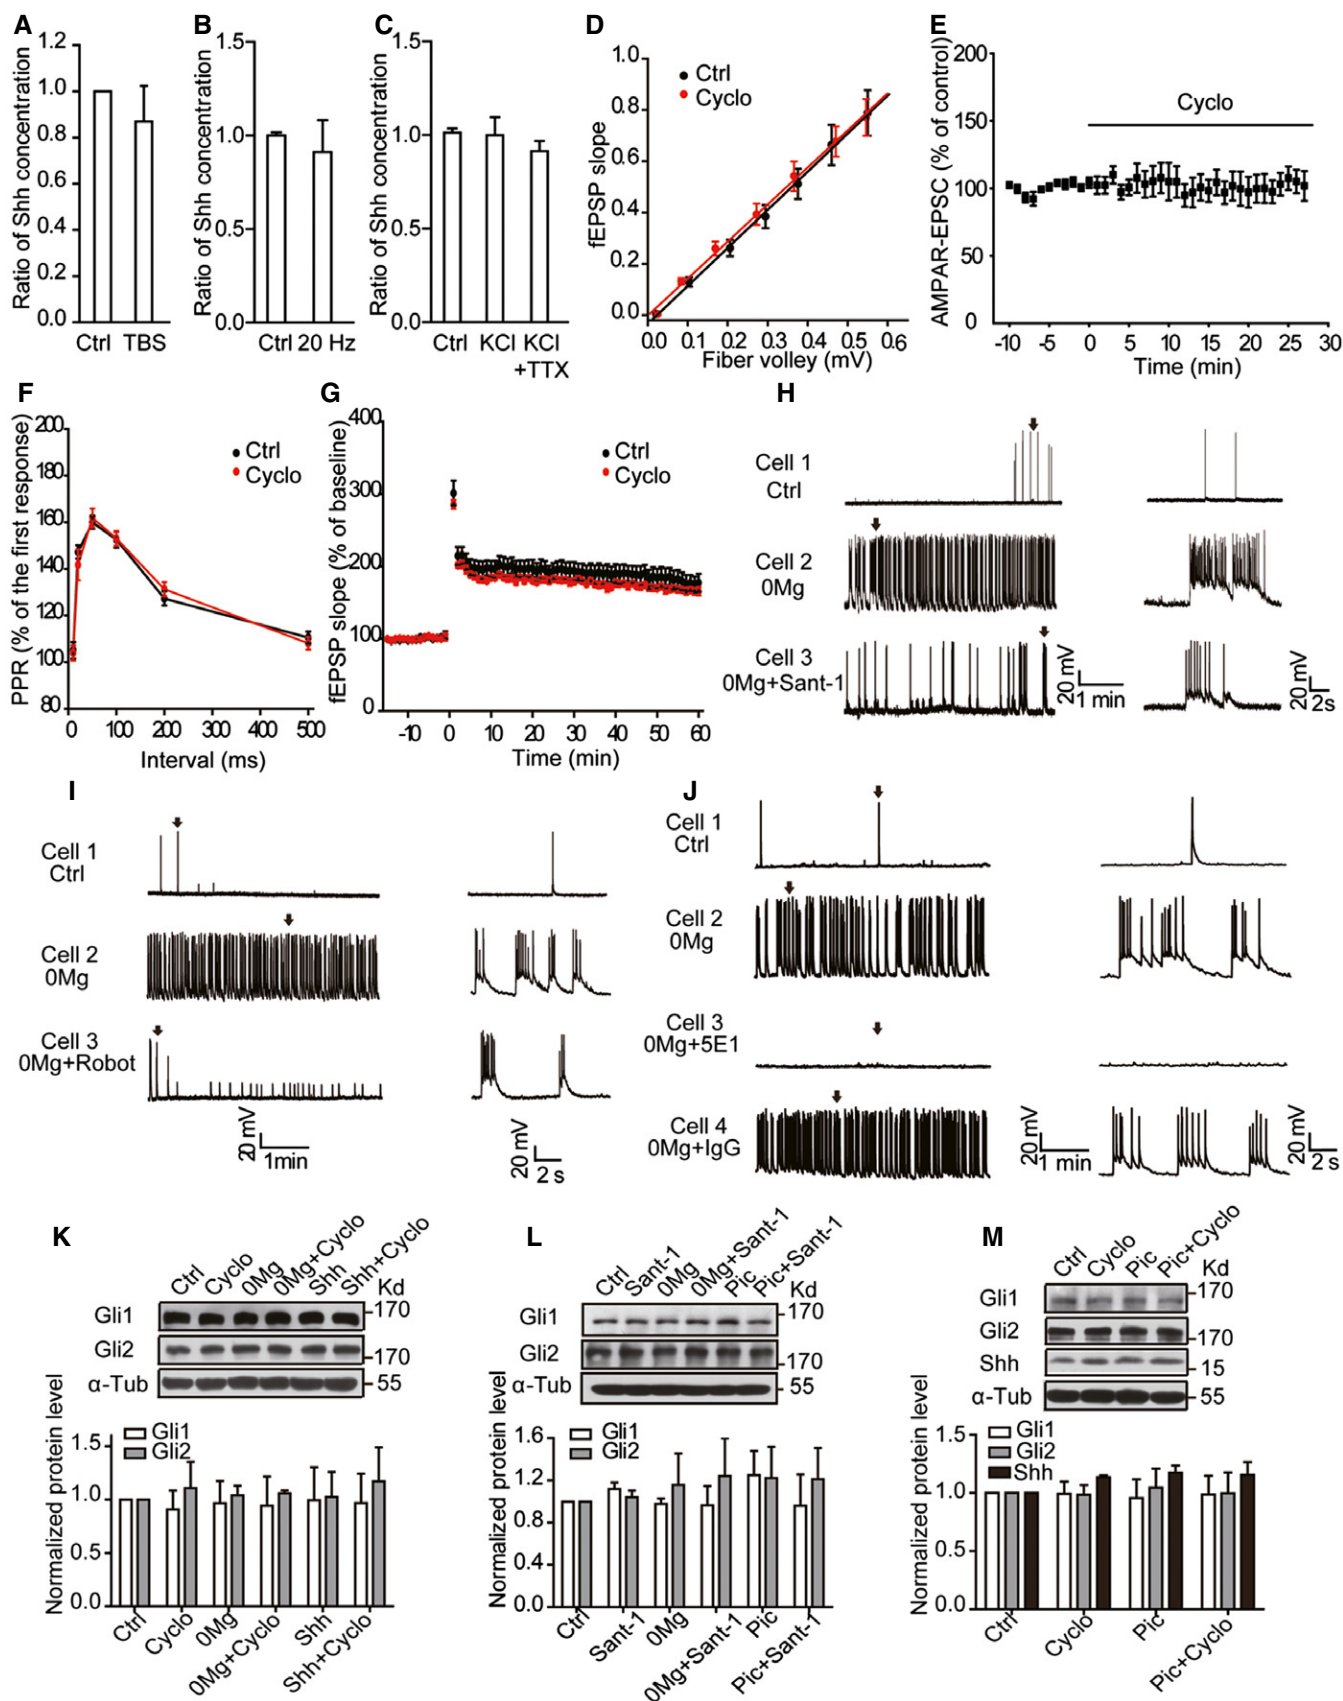 A
Ratio of Shh concentration
1.2
1.0
0.8
0.6
0.4
0.2
0.0
Ctrl TBS
B
Ratio of Shh concentration
1.5
1.0
0.5
0.0
Ctrl 20 Hz
C
Ratio of Shh concentration
1.5
1.0
0.5
0.0
Ctrl KCl KCl
+TTX
D
fEPSP slope
1.0
0.8
0.6
0.4
0.2
0.0
Ctrl
Cyclo
0.0 0.1 0.2 0.3 0.4 0.5 0.6
Fiber volley (mV)
E
AMPAR-EPSC (% of control)
200
150
100
50
0
Cyclo
-10 -5 0 5 10 15 20 25 30
Time (min)
F
PPR (% of the first response)
200
180
160
140
120
100
80
Ctrl
Cyclo
0 100 200 300 400 500
Interval (ms)
G
fEPSP slope (% of baseline)
400
300
200
100
0
Ctrl
Cyclo
-10 0 10 20 30 40 50 60
Time (min)
H
Cell 1
Ctrl
Cell 2
0Mg
Cell 3
0Mg+Sant-1
20 mV
1 min
20 mV
2s
I
Cell 1
Ctrl
Cell 2
0Mg
Cell 3
0Mg+Robot
20 mV
1min
20 mV
2 s
J
Cell 1
Ctrl
Cell 2
0Mg
Cell 3
0Mg+5E1
Cell 4
0Mg+IgG
20 mV
1 min
20 mV
2 s
K
Ctrl Cyclo 0Mg 0Mg+Cyclo Shh Shh+Cyclo
Kd
Gli1
170
Gli2
170
α-Tub
55
Normalized protein level
1.5
1.0
0.5
0.0
Gli1
Gli2
Ctrl Cyclo 0Mg 0Mg+Cyclo Shh Shh+Cyclo
L
Ctrl Sant-1 0Mg 0Mg+Sant-1 Pic Pic+Sant-1
Kd
Gli1
170
Gli2
170
α-Tub
55
Normalized protein level
1.6
1.2
0.8
0.4
0.0
Gli1
Gli2
Ctrl Sant-1 0Mg 0Mg+Sant-1 Pic Pic+Sant-1
M
Ctrl Cyclo Pic Pic+Cyclo
Kd
Gli1
170
Gli2
170
Shh
15
α-Tub
55
Normalized protein level
1.5
1.0
0.5
0.0
Gli1
Gli2
Shh
Ctrl Cyclo Pic Pic+Cyclo